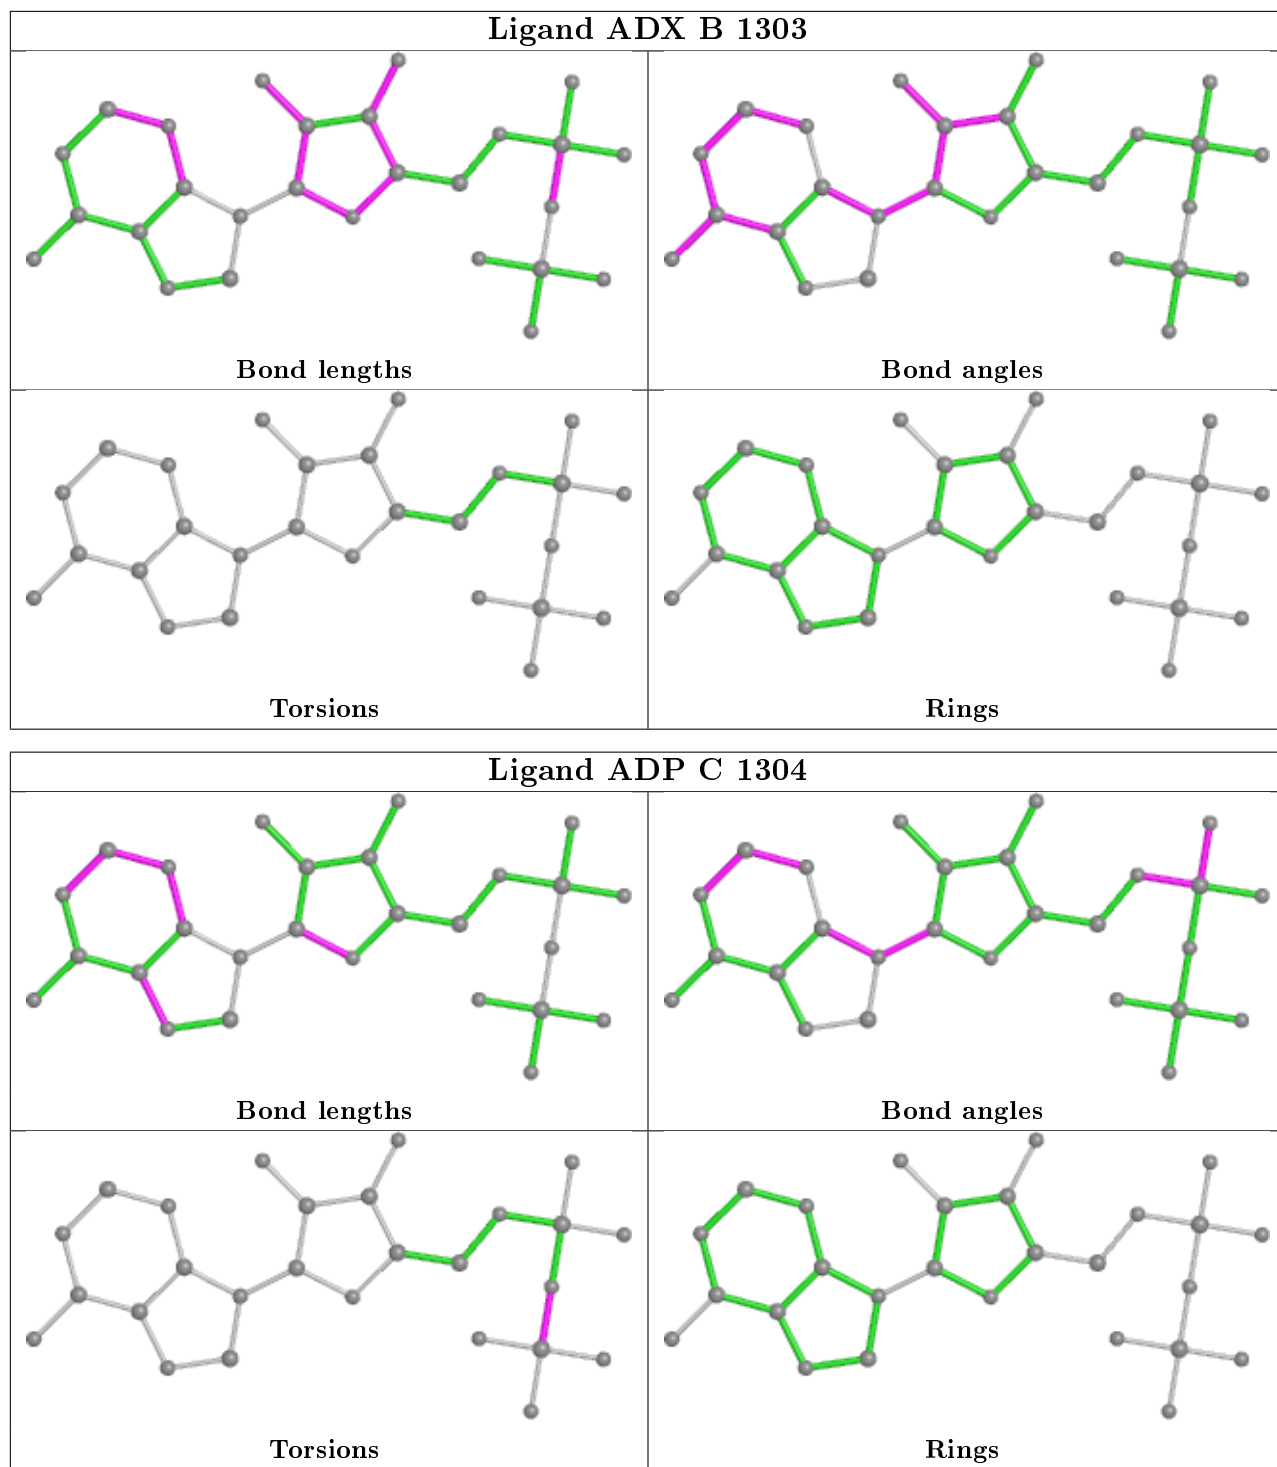 Ligand ADX B 1303
Bond lengths
Bond angles
Torsions
Rings
Ligand ADP C 1304
Bond lengths
Bond angles
Torsions
Rings